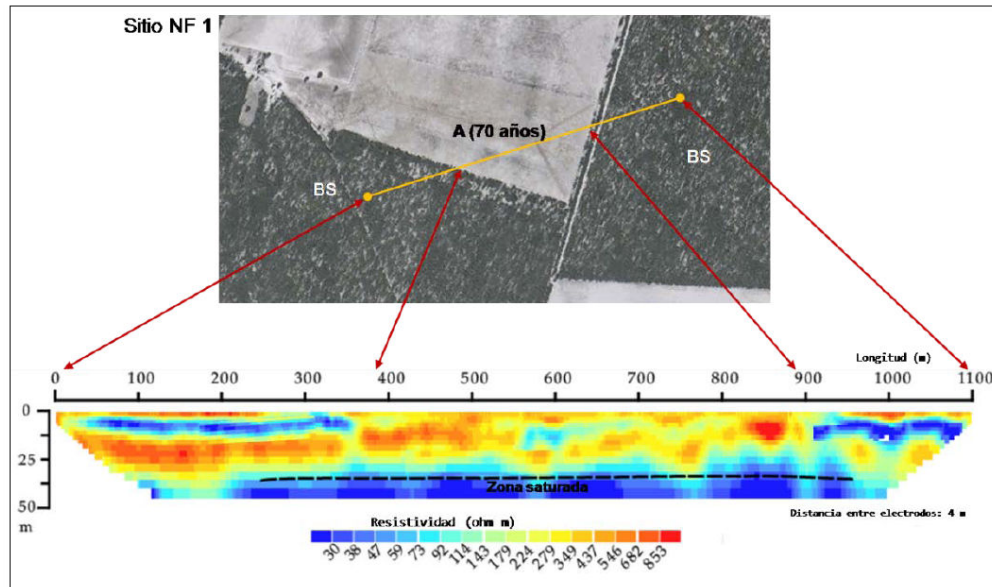 Sitio NF 1
A (70 años)
BS
BS
Longitud (m)
0 100 200 300 400 500 600 700 800 900 1000 1100
0
25
50
m
Zona saturada
Distancia entre electrodos: 4 m
Resistividad (ohm m)
30 38 47 59 73 92 114 143 179 224 279 349 437 546 682 853